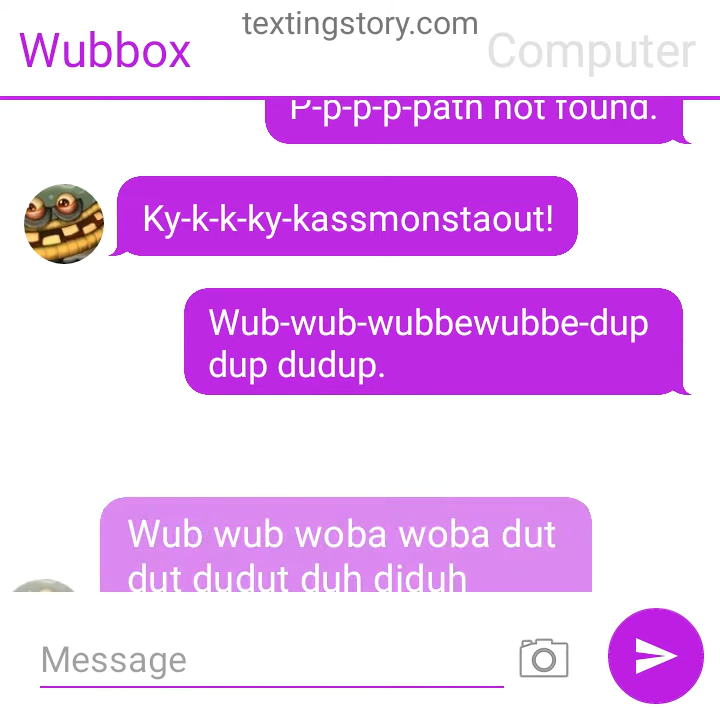 textingstory.com
Wubbox
Computer
P-p-p-p-path not found.
Ky-k-k-ky-kassmonstaout!
Wub-wub-wubbewubbe-dup
dup dudup.
Wub wub woba woba dut
dut dudut duh diduh
Message